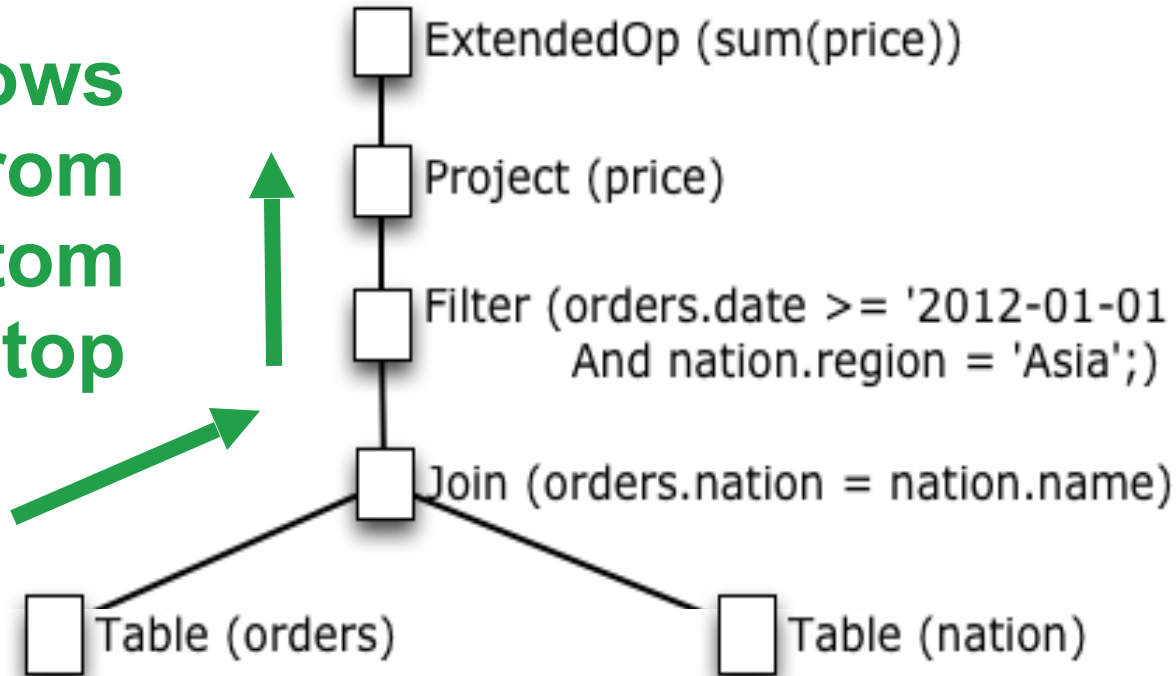 ExtendedOp (sum(price))
ows
rom
tom
top
Project (price)
Filter (orders.date >= '2012-01-01
And nation.region = 'Asia';)
Join (orders.nation = nation.name)
Table (orders)
Table (nation)